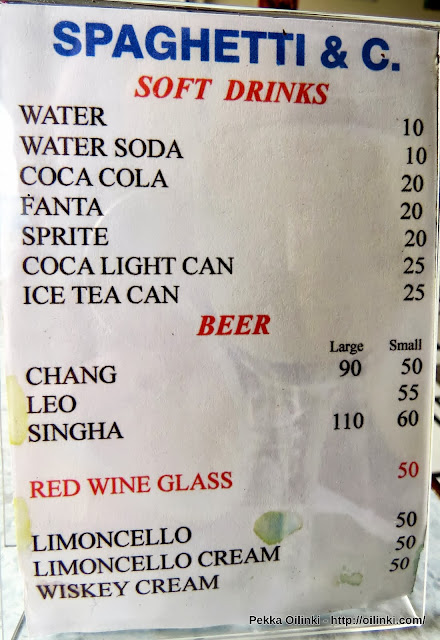 SPAGHETTI & C.
SOFT DRINKS
WATER 10
WATER SODA 10
COCA COLA 20
FANTA 20
SPRITE 20
COCA LIGHT CAN 25
ICE TEA CAN 25
BEER
Large Small
CHANG 90 50
LEO 55
SINGHA 110 60
RED WINE GLASS 50
LIMONCELLO 50
LIMONCELLO CREAM 50
WISKEY CREAM 50
Pekka Oilinki - http://oilinki.com/